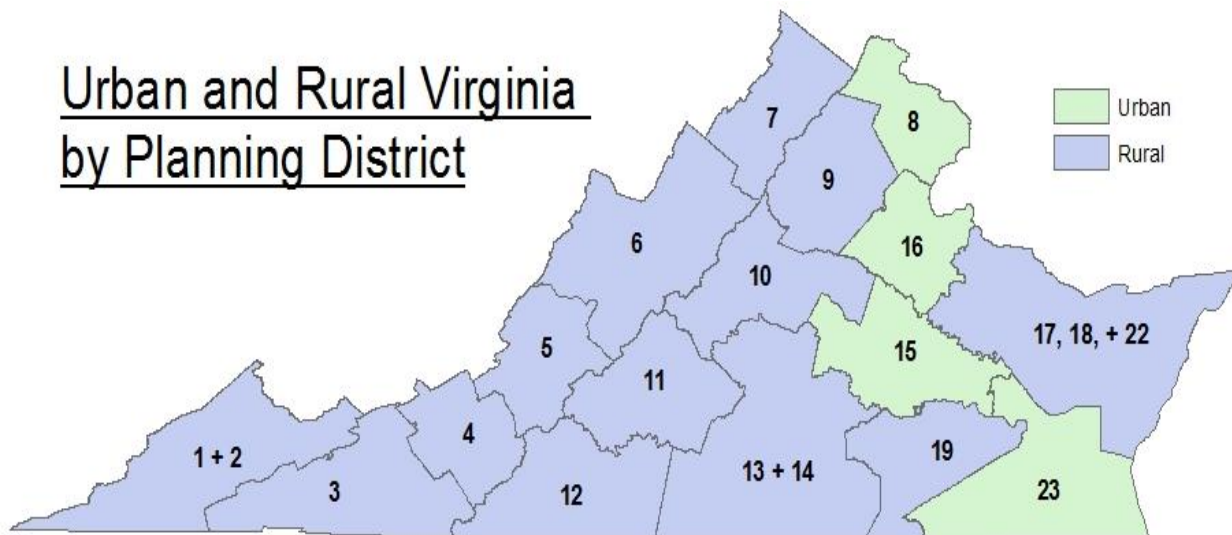 Urban and Rural Virginia
by Planning District
Urban
Rural
7
8
9
6
16
10
17, 18, + 22
5
15
11
4
19
1 + 2
3
12
13 + 14
23